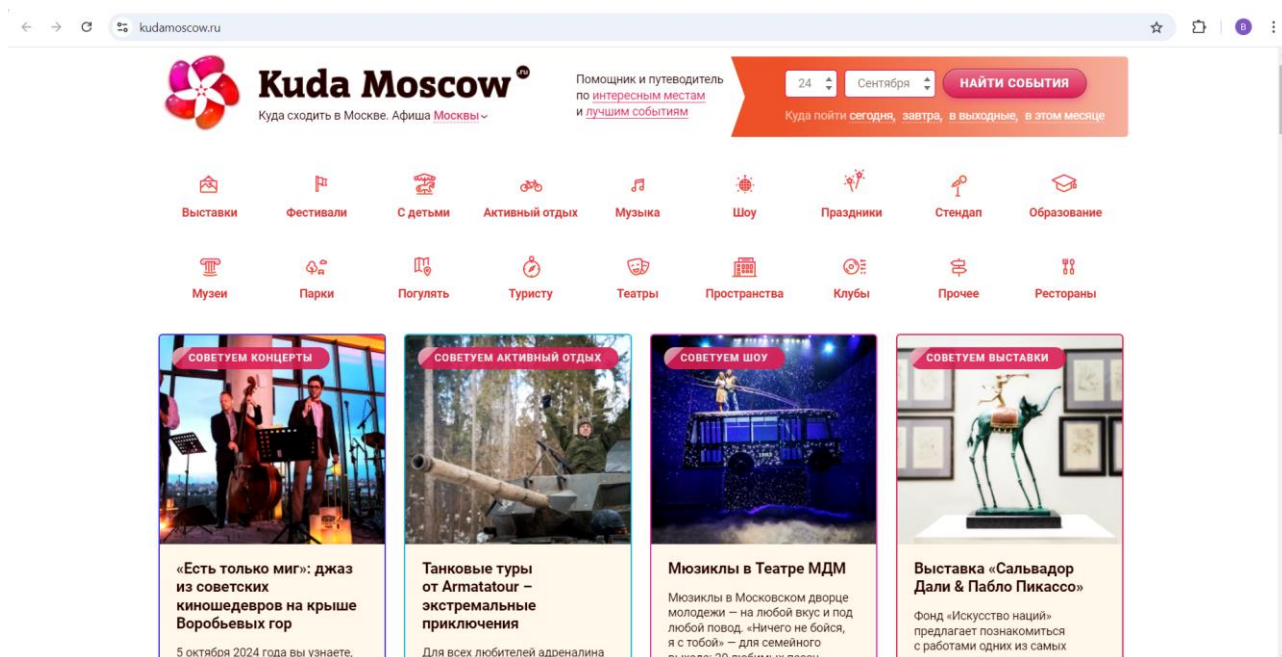 kudamoscow.ru
B
Kuda Moscow .ru
Куда сходить в Москве. Афиша Москвы
Помощник и путеводитель
по интересным местам
и лучшим событиям
24 Сентября НАЙТИ СОБЫТИЯ
Куда пойти сегодня, завтра, в выходные, в этом месяце
Выставки Фестивали С детьми Активный отдых Музыка Шоу Праздники Стендап Образование
Музеи Парки Погулять Туристу Театры Пространства Клубы Прочее Рестораны
СОВЕТУЕМ КОНЦЕРТЫ
«Есть только миг»: джаз
из советских
киношедевров на крыше
Воробьевых гор
5 октября 2024 года вы узнаете,
СОВЕТУЕМ АКТИВНЫЙ ОТДЫХ
Танковые туры
от Armatatour –
экстремальные
приключения
Для всех любителей адреналина
СОВЕТУЕМ ШОУ
Мюзиклы в Театре МДМ
Мюзиклы в Московском дворце
молодежи — на любой вкус и под
любой повод. «Ничего не бойся,
я с тобой» — для семейного
СОВЕТУЕМ ВЫСТАВКИ
Выставка «Сальвадор
Дали & Пабло Пикассо»
Фонд «Искусство наций»
предлагает познакомиться
с работами одних из самых